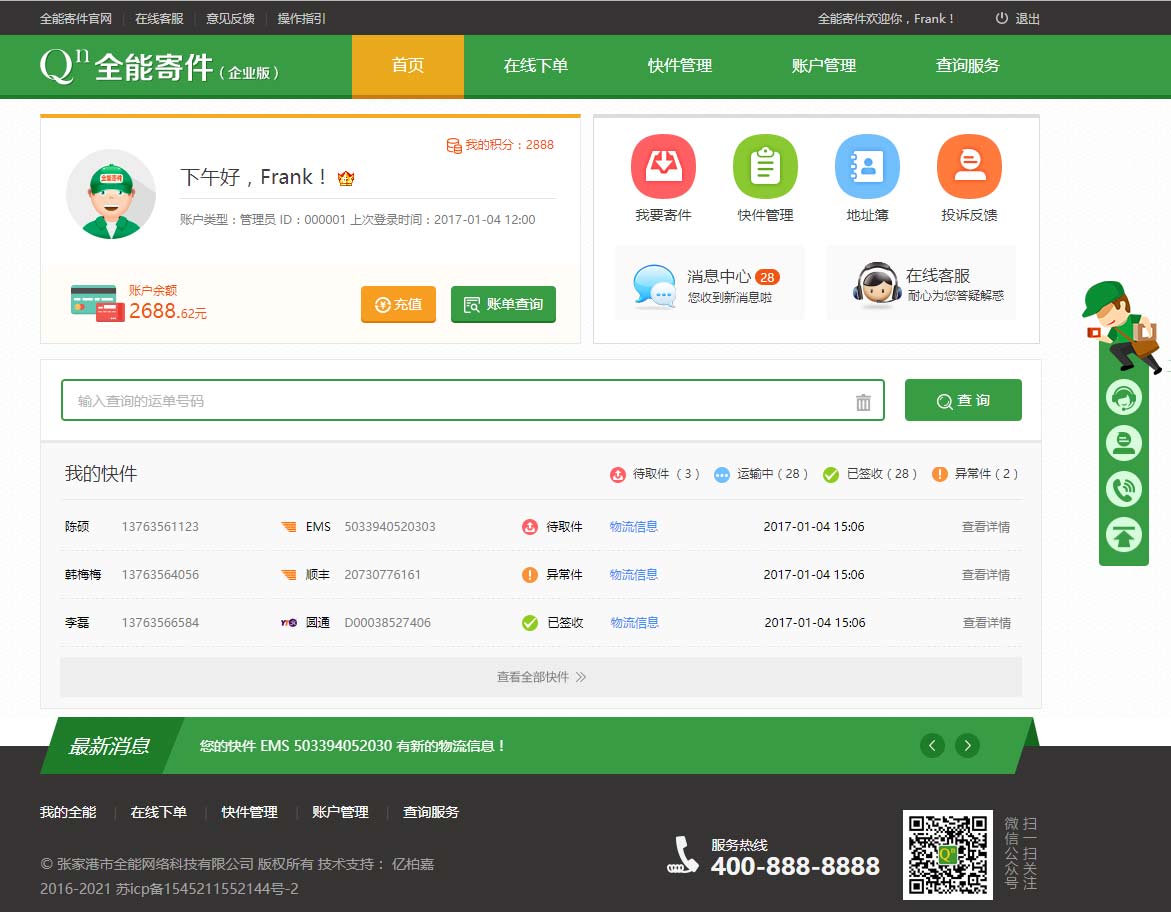 全能寄件官网 在线客服 意见反馈 操作指引 全能寄件欢迎你，Frank！ 退出
Qn 全能寄件（企业版） 首页 在线下单 快件管理 账户管理 查询服务
我的积分：2888
全能寄件
下午好，Frank！
账户类型：管理员 ID：000001 上次登录时间：2017-01-04 12:00
账户余额
2688.62元
充值 账单查询
我要寄件 快件管理 地址簿 投诉反馈
消息中心 28
您收到新消息啦
在线客服
耐心为您答疑解惑
输入查询的运单号码 查 询
我的快件 待取件（3） 运输中（28） 已签收（28） 异常件（2）
陈硕 13763561123 EMS 5033940520303 待取件 物流信息 2017-01-04 15:06 查看详情
韩梅梅 13763564056 顺丰 20730776161 异常件 物流信息 2017-01-04 15:06 查看详情
李磊 13763566584 圆通 D00038527406 已签收 物流信息 2017-01-04 15:06 查看详情
查看全部快件
最新消息 您的快件 EMS 503394052030 有新的物流信息！
我的全能 在线下单 快件管理 账户管理 查询服务
© 张家港市全能网络科技有限公司 版权所有 技术支持： 亿柏嘉
2016-2021 苏icp备1545211552144号-2
服务热线
400-888-8888
Qn
扫一扫关注
微信公众号